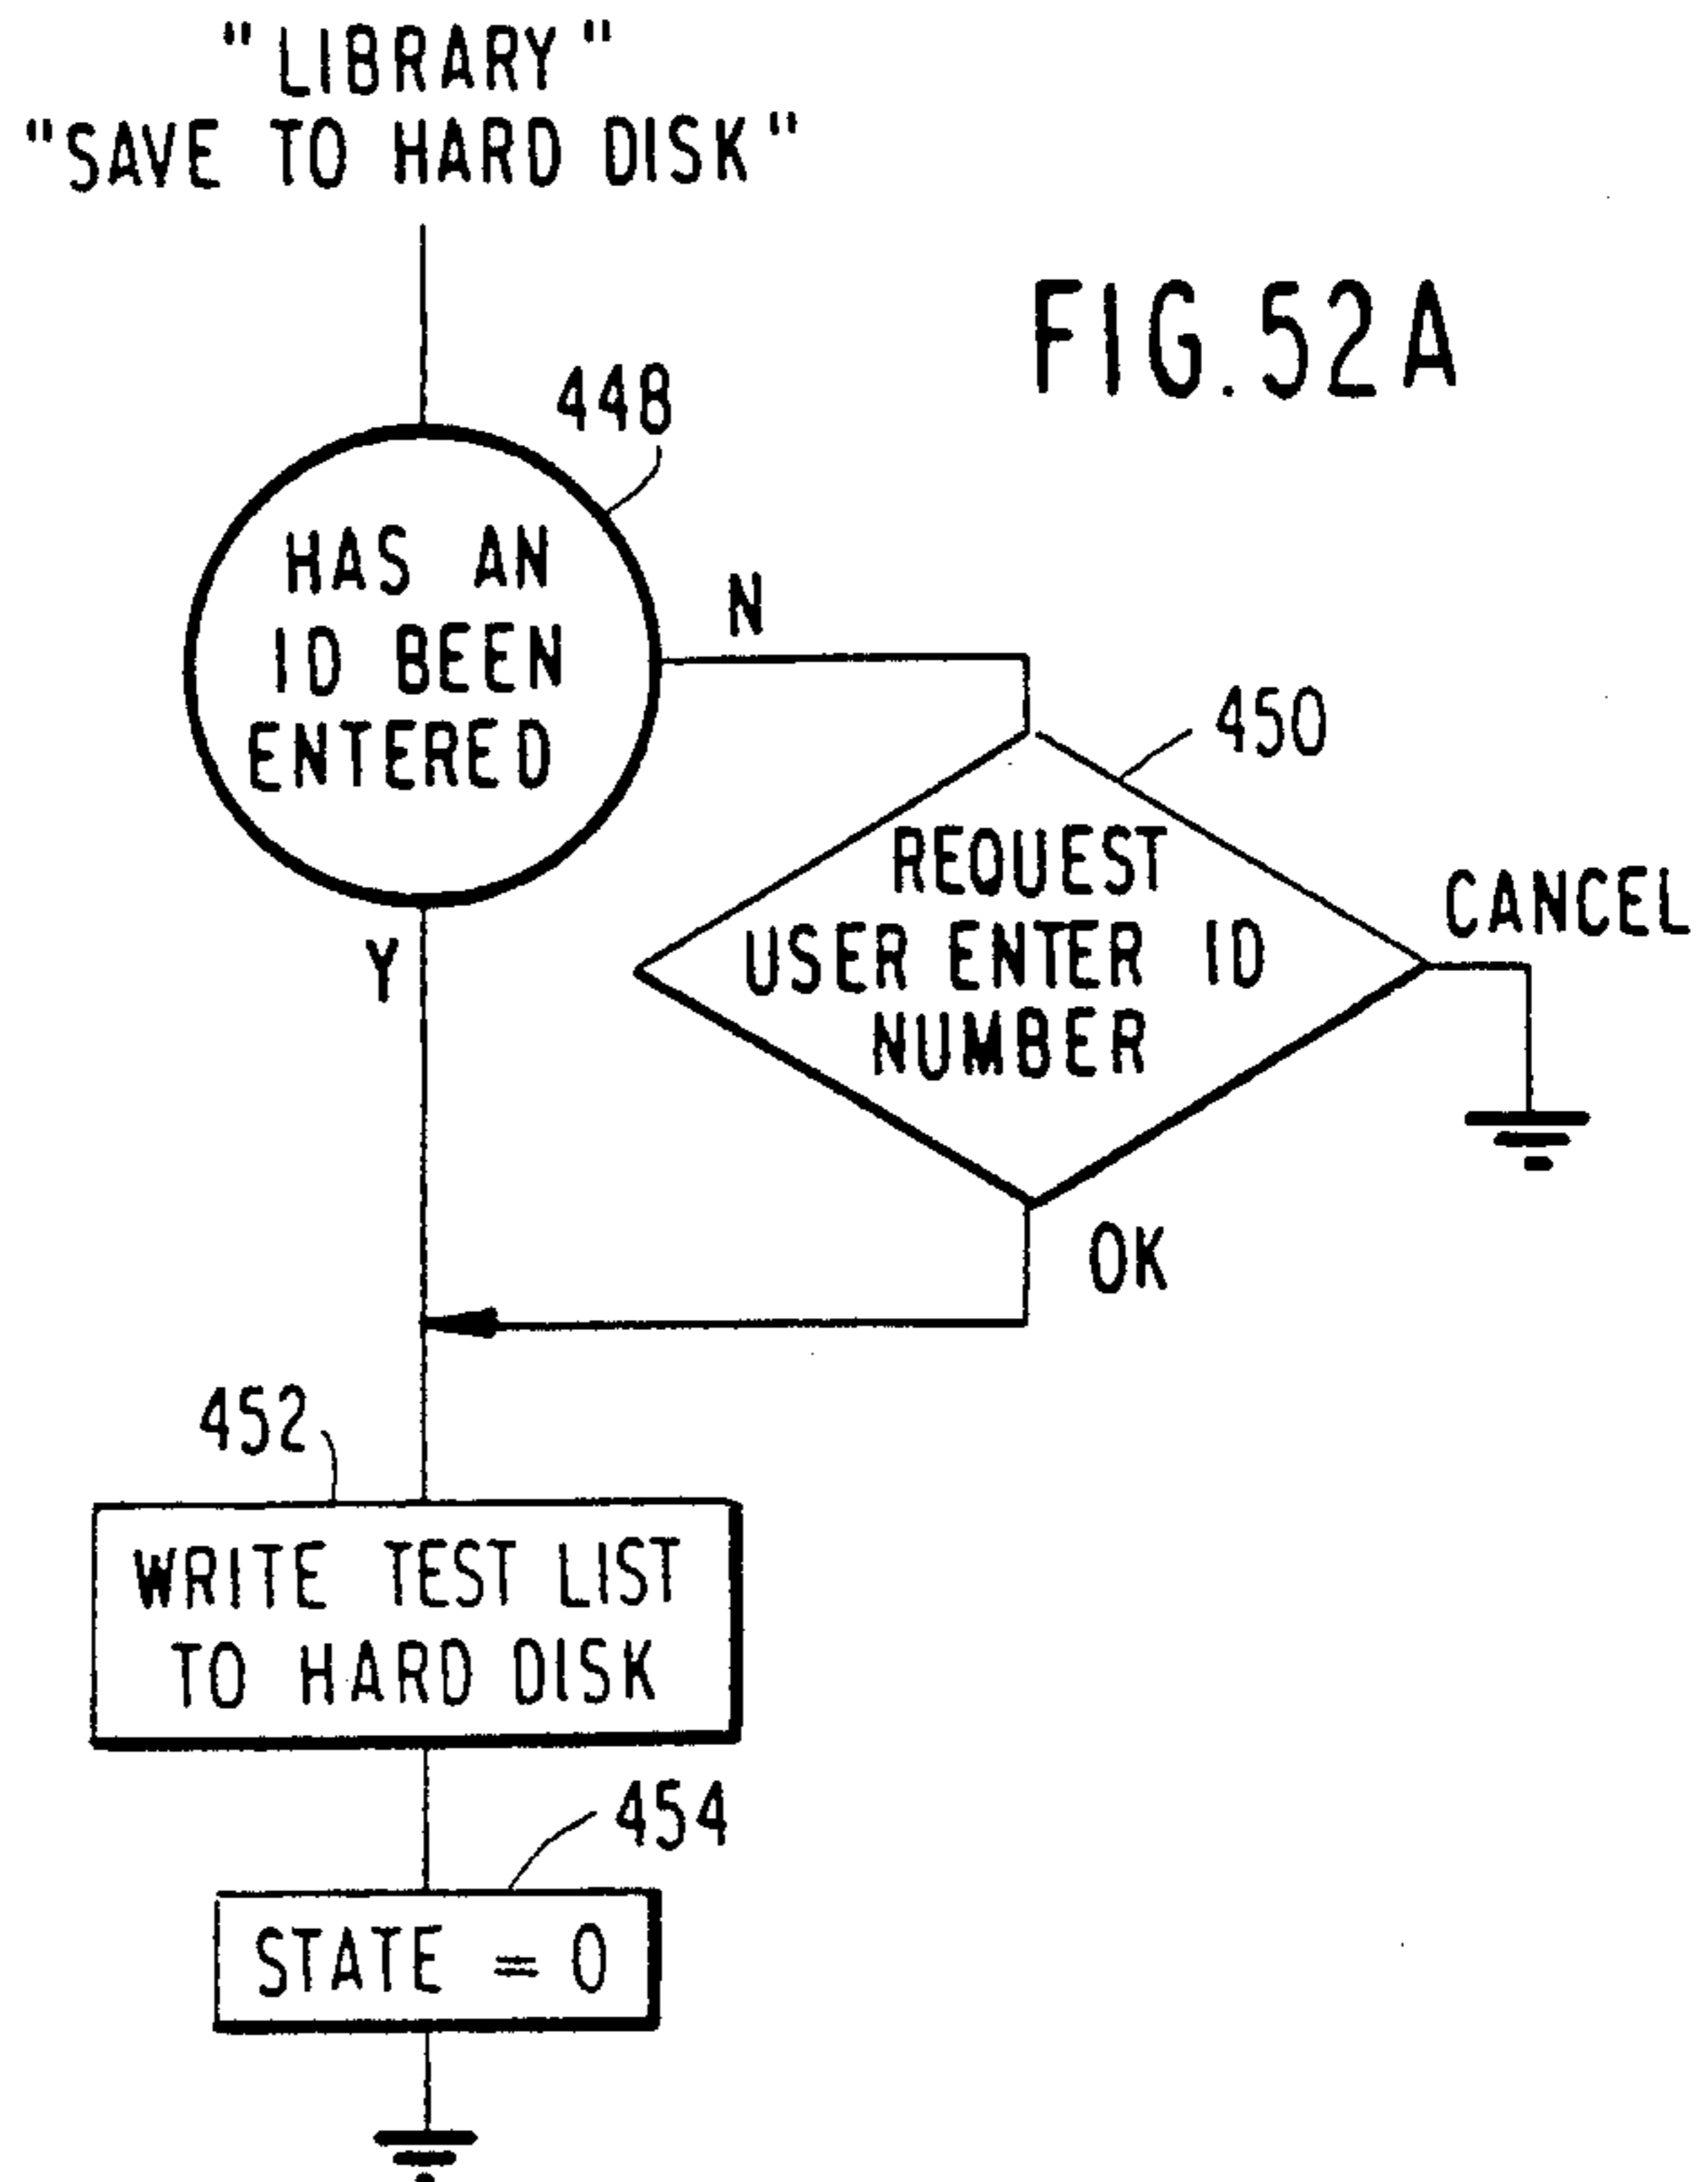 "LIBRARY"
"SAVE TO HARD DISK"
FIG.52A
448
HAS AN
ID BEEN
ENTERED
N
450
REQUEST
USER ENTER ID
NUMBER
CANCEL
Y
OK
452
WRITE TEST LIST
TO HARD DISK
454
STATE = 0